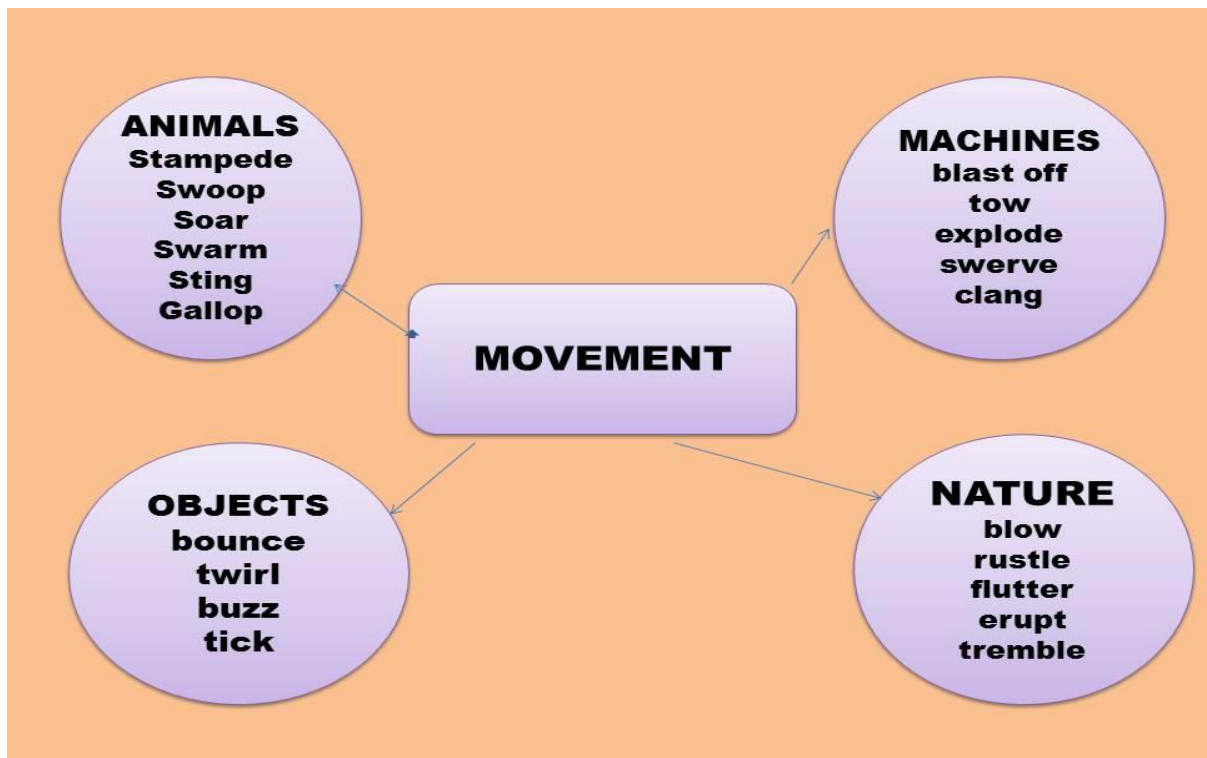 ANIMALS
Stampede
Swoop
Soar
Swarm
Sting
Gallop
MACHINES
blast off
tow
explode
swerve
clang
MOVEMENT
OBJECTS
bounce
twirl
buzz
tick
NATURE
blow
rustle
flutter
erupt
tremble